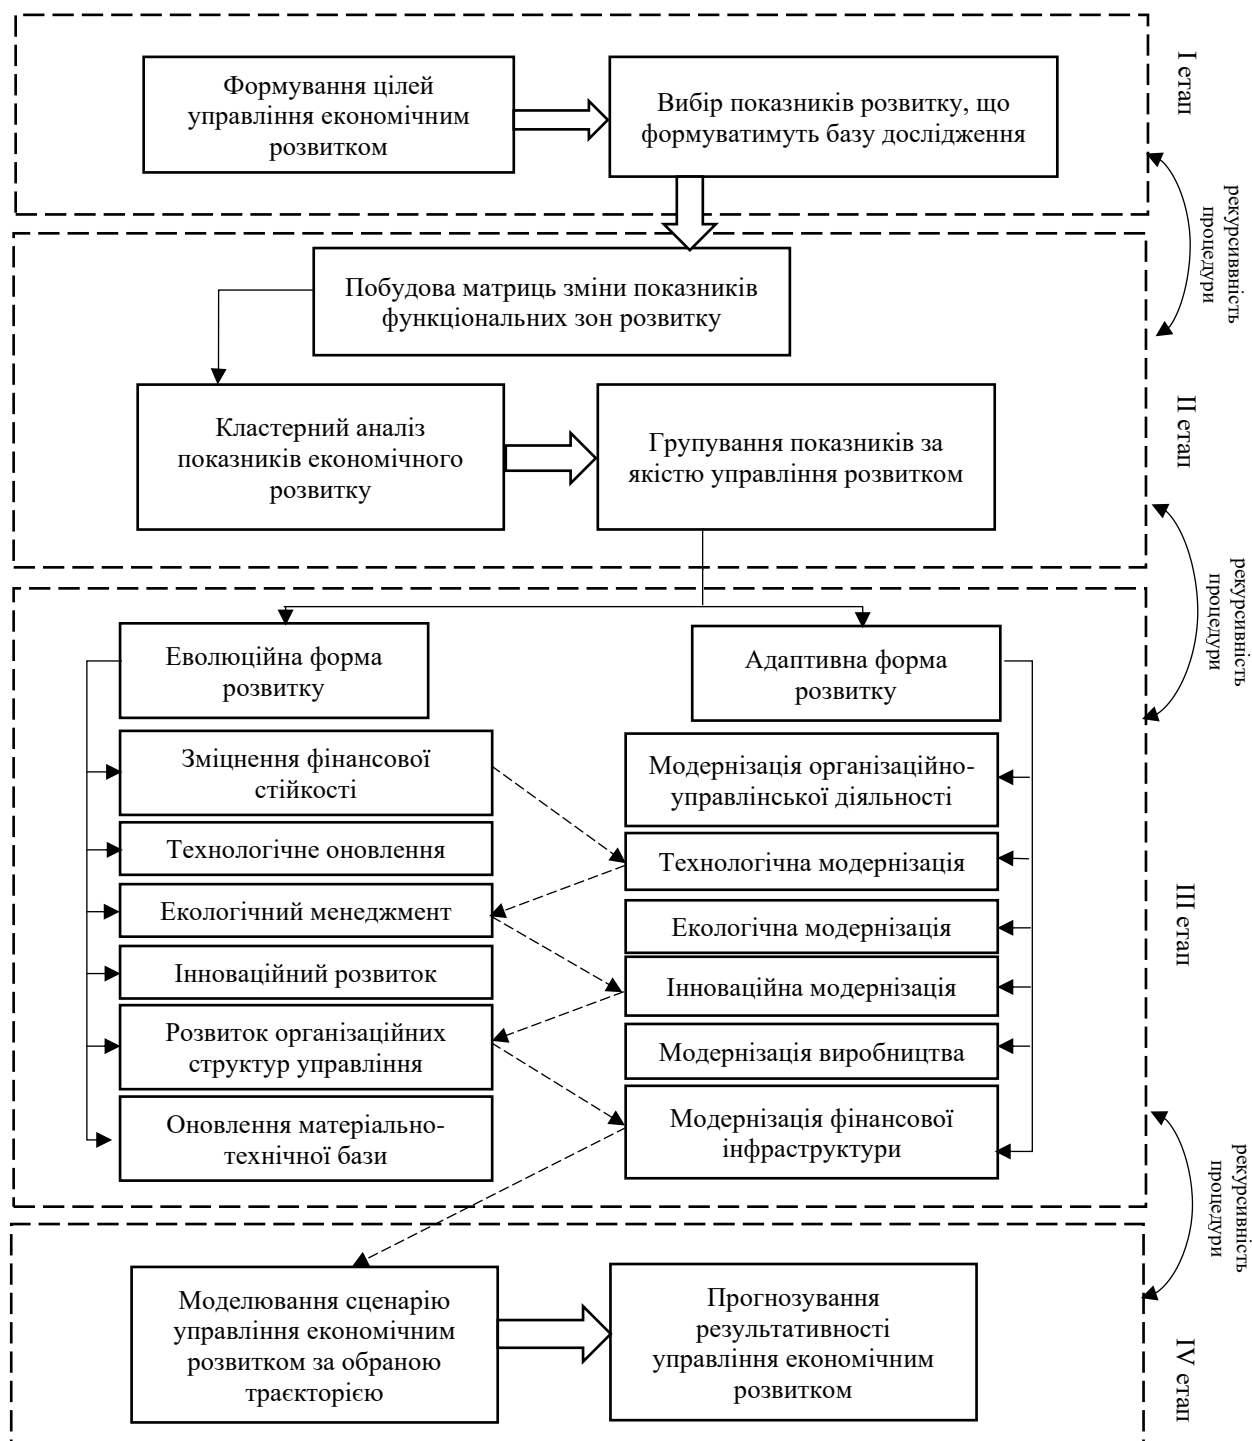 Формування цілей
управління економічним
розвитком
Вибір показників розвитку, що
формуватимуть базу дослідження
І етап
рекурсиввність
процедури
Побудова матриць зміни показників
функціональних зон розвитку
Кластерний аналіз
показників економічного
розвитку
Групування показників за
якістю управління розвитком
ІІ етап
рекурсивність
процедури
Еволюційна форма
розвитку
Адаптивна форма
розвитку
Зміцнення фінансової
стійкості
Технологічне оновлення
Екологічний менеджмент
Інноваційний розвиток
Розвиток організаційних
структур управління
Оновлення матеріально-
технічної бази
Модернізація організаційно-
управлінської діяльності
Технологічна модернізація
Екологічна модернізація
Інноваційна модернізація
Модернізація виробництва
Модернізація фінансової
інфраструктури
ІІІ етап
рекурсивність
процедури
Моделювання сценарію
управління економічним
розвитком за обраною
траєкторією
Прогнозування
результативності
управління економічним
розвитком
IV етап